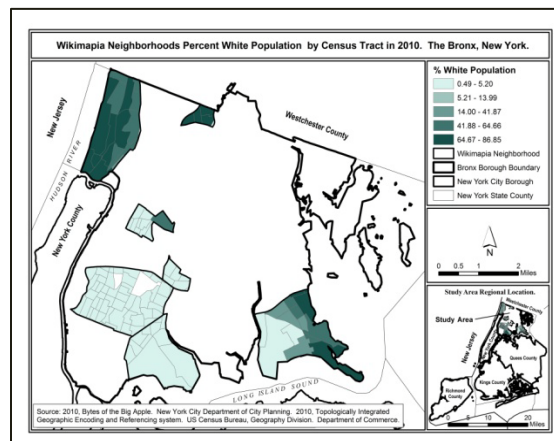 Wikimapia Neighborhoods Percent White Population by Census Tract in 2010. The Bronx, New York.
% White Population
0.49 - 5.20
5.21 - 13.99
14.00 - 41.87
41.88 - 64.66
64.67 - 86.85
Wikimapia Neighborhood
Bronx Borough Boundary
New York City Borough
New York State County
New Jersey
Westchester County
HUDSON RIVER
New York County
LONG ISLAND SOUND
N
0 0.5 1 2
Miles
Study Area Regional Location.
Study Area
Westchester County
New Jersey
Quees County
Kings County
Richmond
County
0 5 10 20
Miles
Source: 2010, Bytes of the Big Apple. New York City Department of City Planning. 2010, Topologically Integrated
Geographic Encoding and Referencing system. US Census Bureau, Geography Division. Department of Commerce.